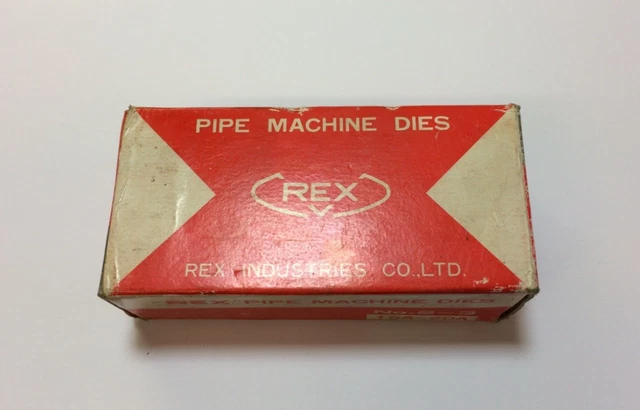 PIPE MACHINE DIES
REX
REX INDUSTRIES CO.,LTD.
"REX" PIPE MACHINE DIES